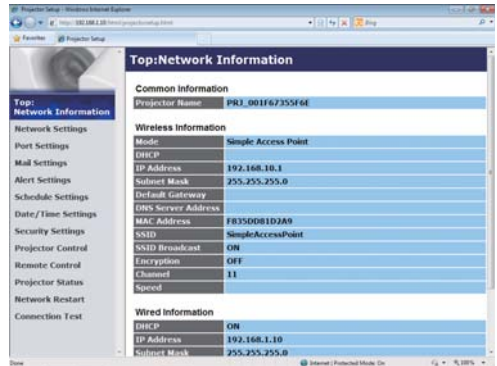 Projector Setup - Windows Internet Explorer
Bing
Favorites Projector Setup
Top:Network Information
Common Information
Projector Name PRJ_001F67355F6E
Wireless Information
Mode Simple Access Point
DHCP
IP Address 192.168.10.1
Subnet Mask 255.255.255.0
Default Gateway
DNS Server Address
MAC Address F835DD81D2A9
SSID SimpleAccessPoint
SSID Broadcast ON
Encryption OFF
Channel 11
Speed
Wired Information
DHCP ON
IP Address 192.168.1.10
Subnet Mask 255.255.255.0
Top:
Network Information
Network Settings
Port Settings
Mail Settings
Alert Settings
Schedule Settings
Date/Time Settings
Security Settings
Projector Control
Remote Control
Projector Status
Network Restart
Connection Test
Done Internet | Protected Mode: On 100%